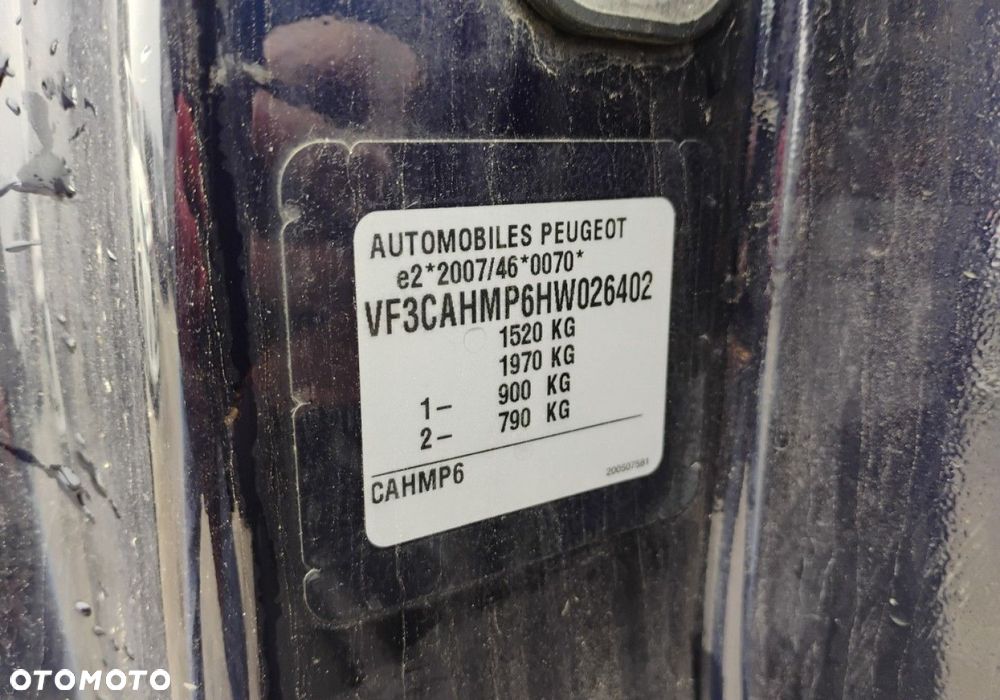 AUTOMOBILES PEUGEOT
e2*2007/46*0070*
VF3CAHMP6HW026402
1520 KG
1970 KG
1- 900 KG
2- 790 KG
CAHMP6
200507581
OTOMOTO